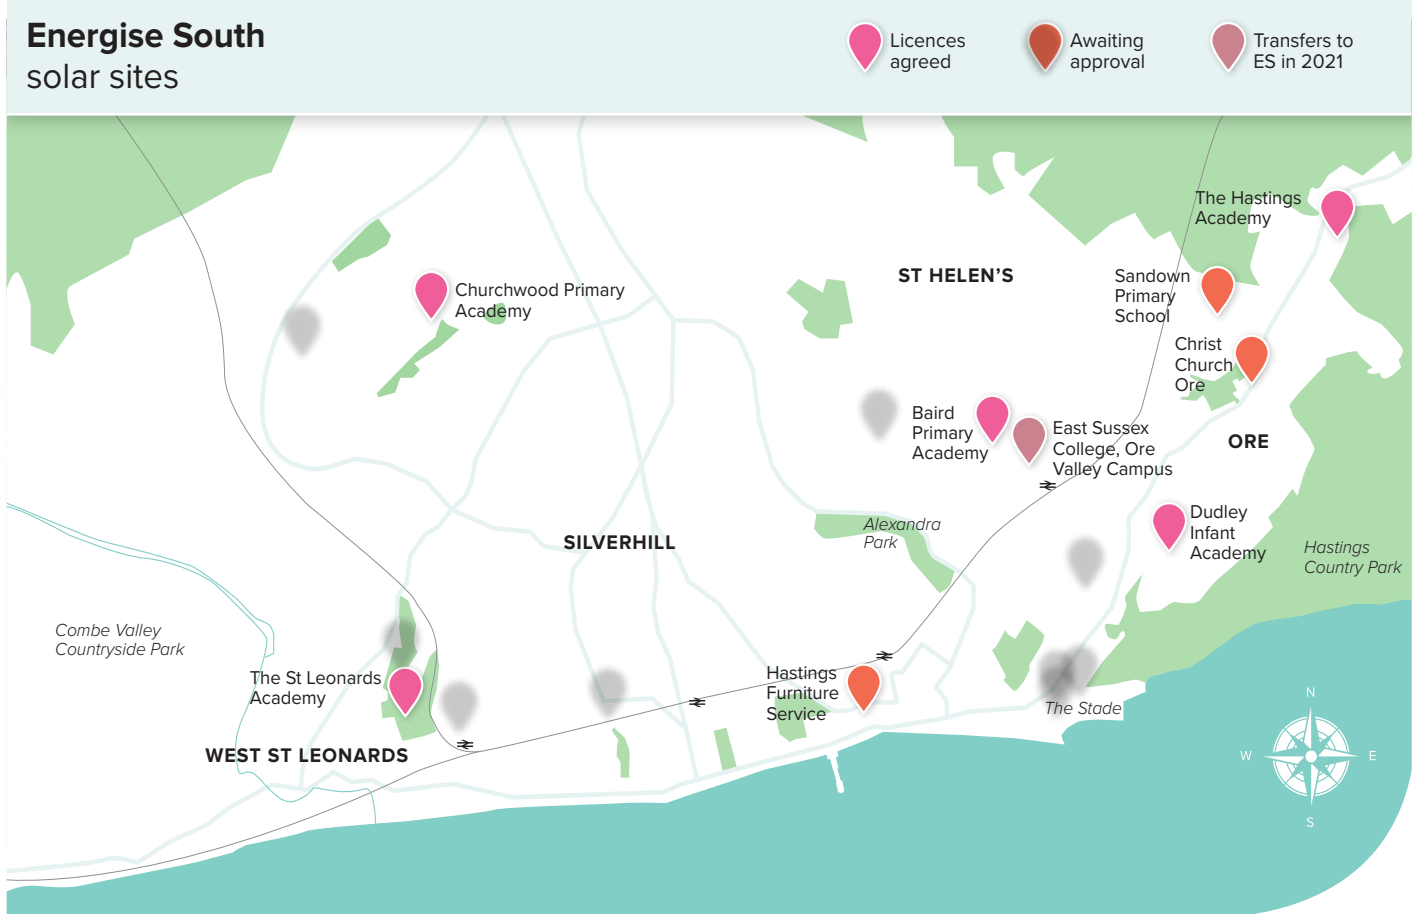 Energise South
solar sites
Licences
agreed
Awaiting
approval
Transfers to
ES in 2021
The Hastings
Academy
ST HELEN'S
Sandown
Primary
School
Churchwood Primary
Academy
Christ
Church
Ore
Baird
Primary
Academy
East Sussex
College, Ore
Valley Campus
ORE
Dudley
Infant
Academy
Alexandra
Park
SILVERHILL
Hastings
Country Park
Combe Valley
Countryside Park
The St Leonards
Academy
Hastings
Furniture
Service
The Stade
WEST ST LEONARDS
N
W
E
S